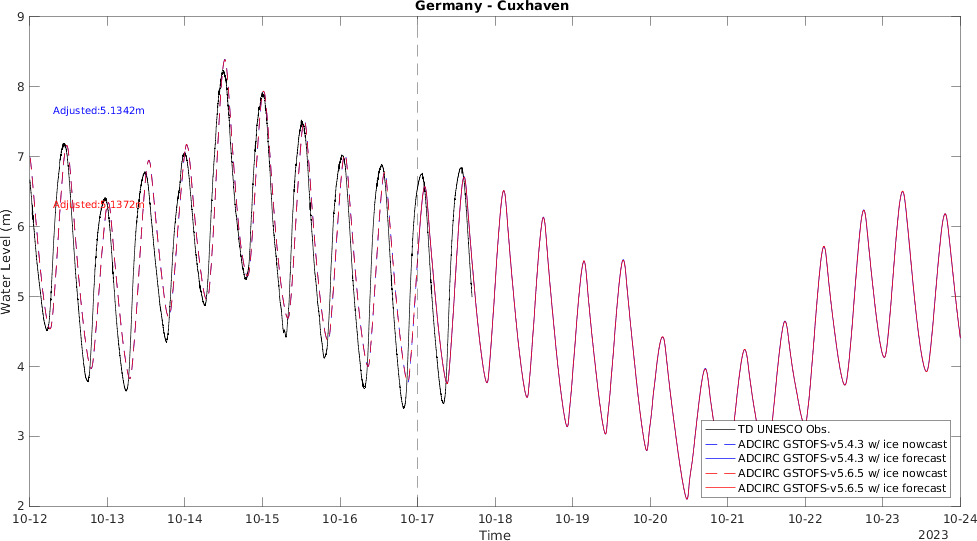 Germany - Cuxhaven
9
8
7
6
5
4
3
2
Water Level (m)
Adjusted:5.1342m
Adjusted:5.1372m
TD UNESCO Obs.
ADCIRC GSTOFS-v5.4.3 w/ ice nowcast
ADCIRC GSTOFS-v5.4.3 w/ ice forecast
ADCIRC GSTOFS-v5.6.5 w/ ice nowcast
ADCIRC GSTOFS-v5.6.5 w/ ice forecast
10-12 10-13 10-14 10-15 10-16 10-17 10-18 10-19 10-20 10-21 10-22 10-23 10-24
Time
2023